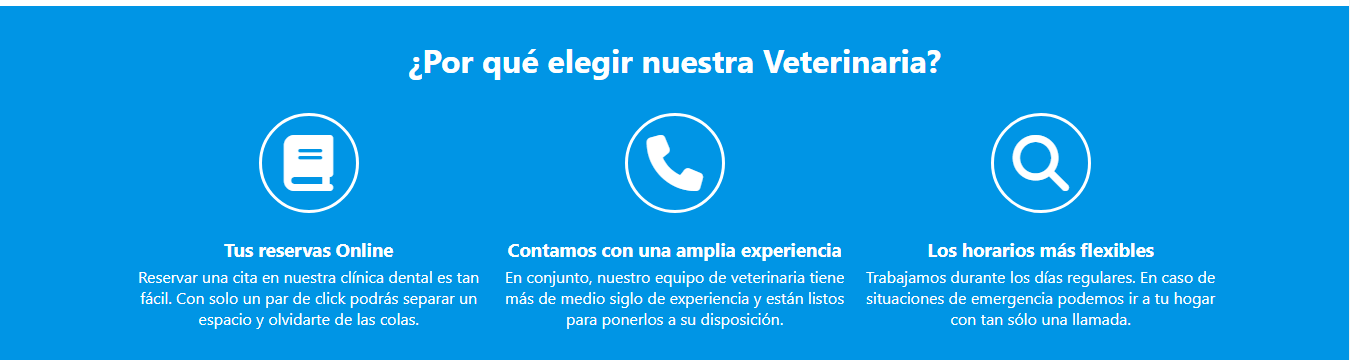 ¿Por qué elegir nuestra Veterinaria?
Tus reservas Online
Reservar una cita en nuestra clínica dental es tan
fácil. Con solo un par de click podrás separar un
espacio y olvidarte de las colas.
Contamos con una amplia experiencia
En conjunto, nuestro equipo de veterinaria tiene
más de medio siglo de experiencia y están listos
para ponerlos a su disposición.
Los horarios más flexibles
Trabajamos durante los días regulares. En caso de
situaciones de emergencia podemos ir a tu hogar
con tan sólo una llamada.